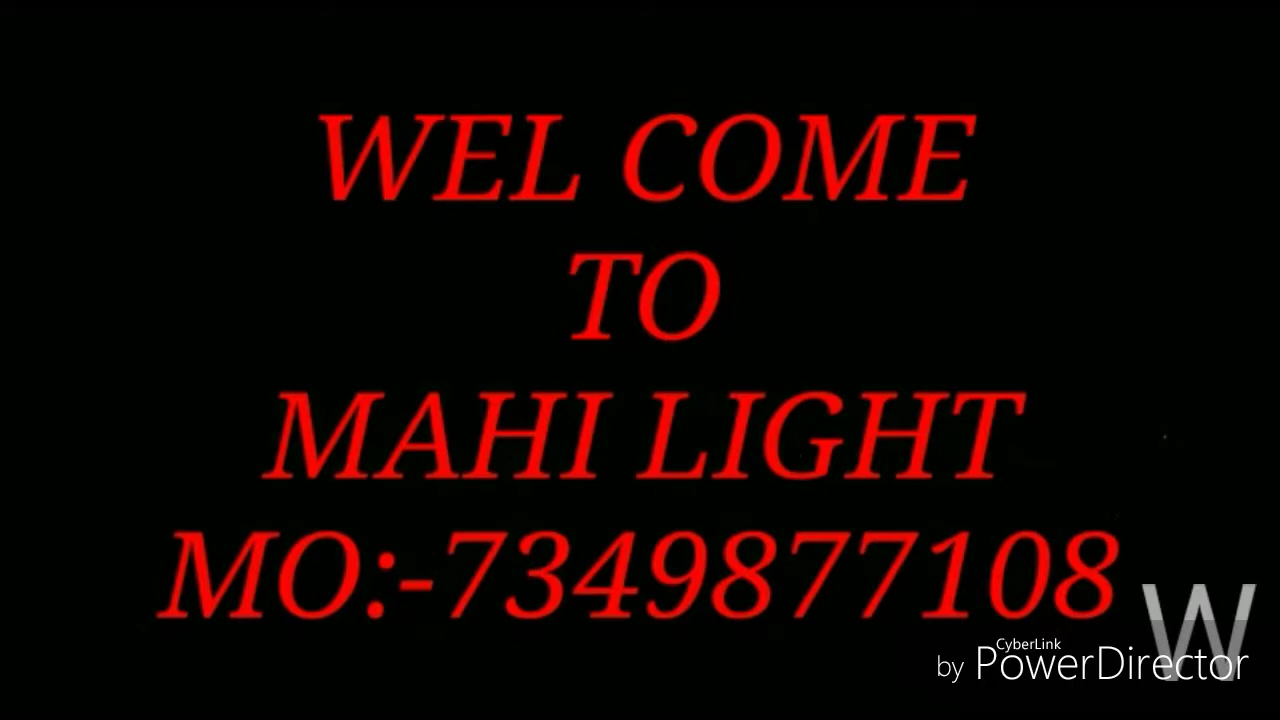 WEL COME
TO
MAHI LIGHT
MO:-7349877108
W
CyberLink
by PowerDirector